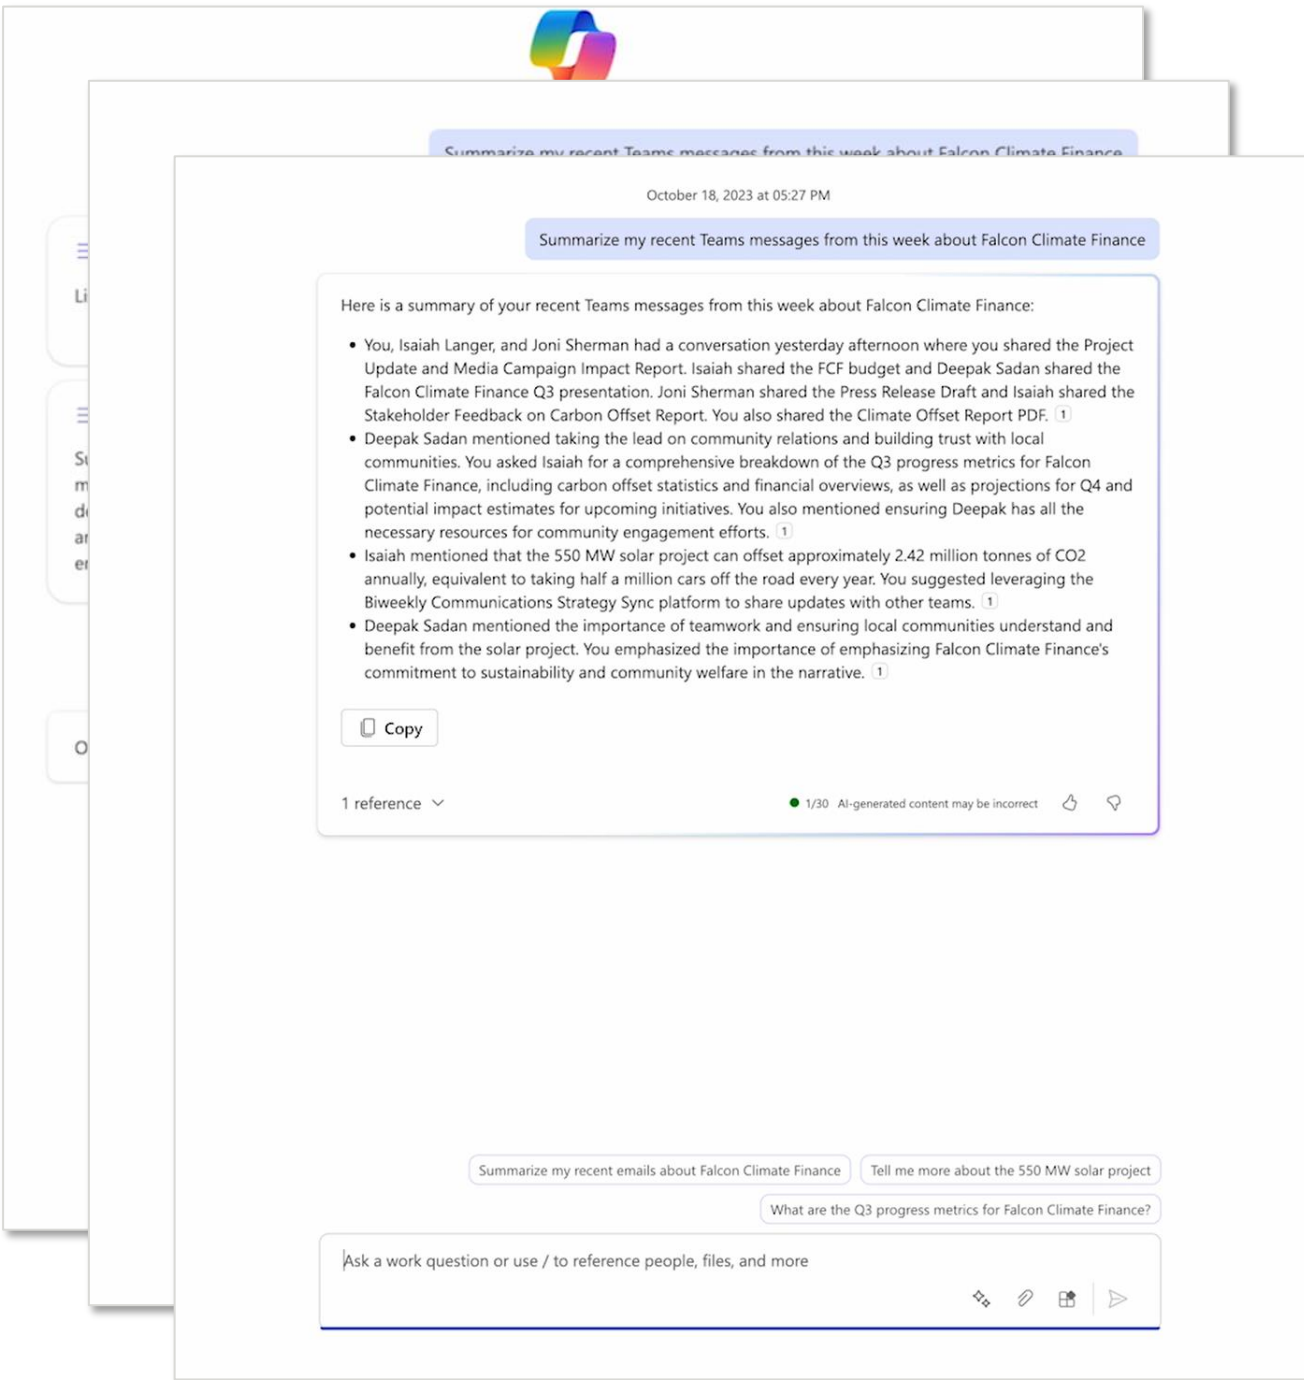 Summarize my recent Teams messages from this week about Falcon Climate Finance
October 18, 2023 at 05:27 PM
Summarize my recent Teams messages from this week about Falcon Climate Finance
Here is a summary of your recent Teams messages from this week about Falcon Climate Finance:
• You, Isaiah Langer, and Joni Sherman had a conversation yesterday afternoon where you shared the Project
Update and Media Campaign Impact Report. Isaiah shared the FCF budget and Deepak Sadan shared the
Falcon Climate Finance Q3 presentation. Joni Sherman shared the Press Release Draft and Isaiah shared the
Stakeholder Feedback on Carbon Offset Report. You also shared the Climate Offset Report PDF. 1
• Deepak Sadan mentioned taking the lead on community relations and building trust with local
communities. You asked Isaiah for a comprehensive breakdown of the Q3 progress metrics for Falcon
Climate Finance, including carbon offset statistics and financial overviews, as well as projections for Q4 and
potential impact estimates for upcoming initiatives. You also mentioned ensuring Deepak has all the
necessary resources for community engagement efforts. 1
• Isaiah mentioned that the 550 MW solar project can offset approximately 2.42 million tonnes of CO2
annually, equivalent to taking half a million cars off the road every year. You suggested leveraging the
Biweekly Communications Strategy Sync platform to share updates with other teams. 1
• Deepak Sadan mentioned the importance of teamwork and ensuring local communities understand and
benefit from the solar project. You emphasized the importance of emphasizing Falcon Climate Finance's
commitment to sustainability and community welfare in the narrative. 1
Copy
1 reference
1/30 AI-generated content may be incorrect
Summarize my recent emails about Falcon Climate Finance
Tell me more about the 550 MW solar project
What are the Q3 progress metrics for Falcon Climate Finance?
Ask a work question or use / to reference people, files, and more